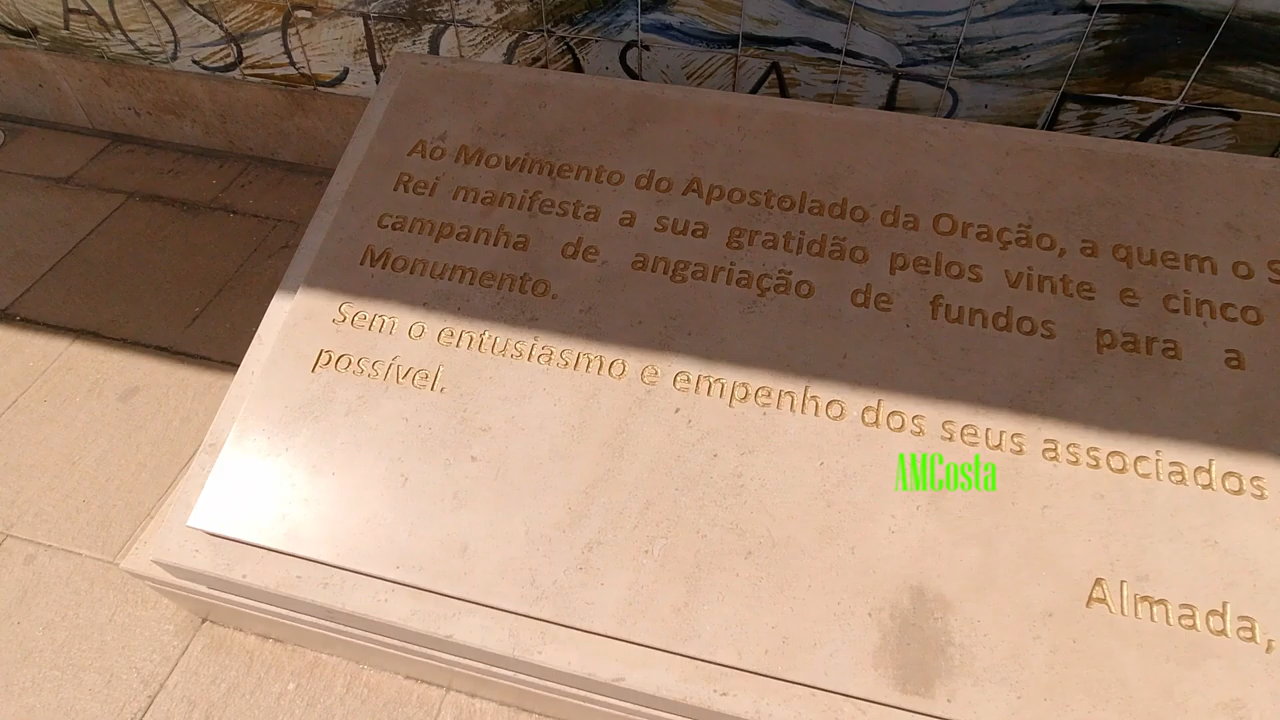 Ao Movimento do Apostolado da Oração, a quem o
Rei manifesta a sua gratidão pelos vinte e cinco
campanha de angariação de fundos para a
Monumento.
Sem o entusiasmo e empenho dos seus associados
possível.
AMCosta
Almada,